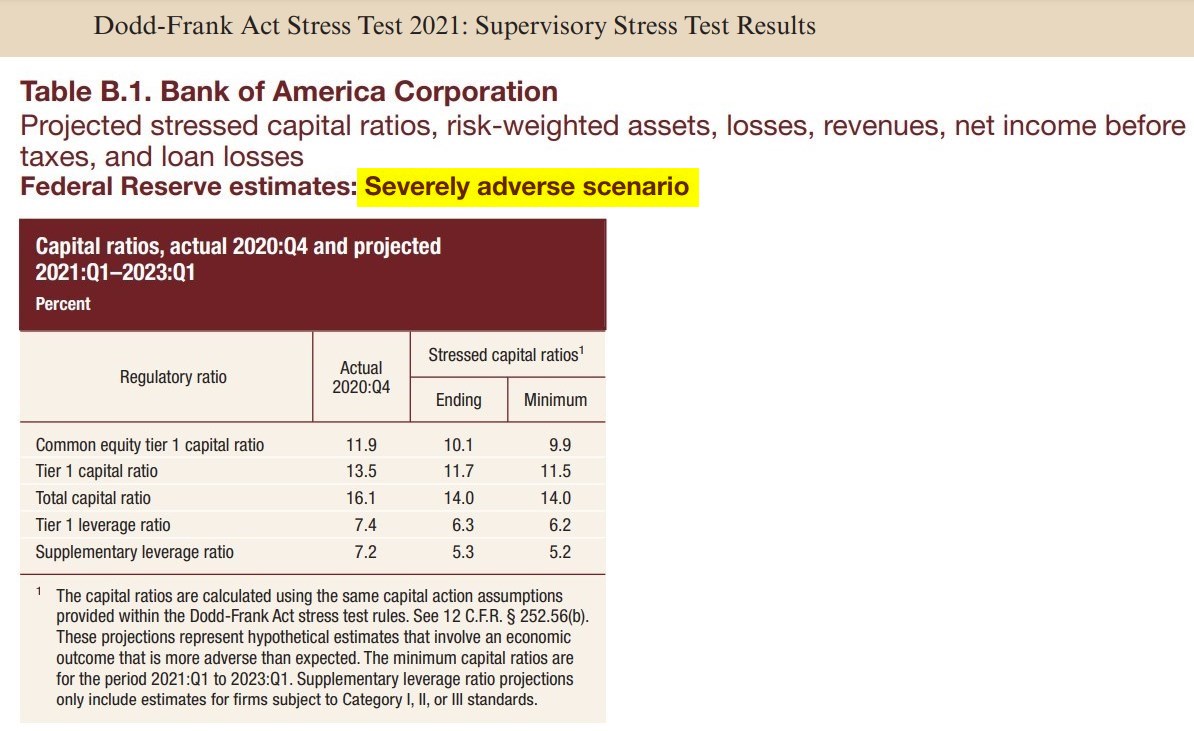 Dodd-Frank Act Stress Test 2021: Supervisory Stress Test Results
Table B.1. Bank of America Corporation
Projected stressed capital ratios, risk-weighted assets, losses, revenues, net income before
taxes, and loan losses
Federal Reserve estimates: Severely adverse scenario
Capital ratios, actual 2020:Q4 and projected
2021:Q1–2023:Q1
Percent
Regulatory ratio
Actual
2020:Q4
Stressed capital ratios¹
Ending
Minimum
Common equity tier 1 capital ratio 11.9 10.1 9.9
Tier 1 capital ratio 13.5 11.7 11.5
Total capital ratio 16.1 14.0 14.0
Tier 1 leverage ratio 7.4 6.3 6.2
Supplementary leverage ratio 7.2 5.3 5.2
¹ The capital ratios are calculated using the same capital action assumptions
provided within the Dodd-Frank Act stress test rules. See 12 C.F.R. § 252.56(b).
These projections represent hypothetical estimates that involve an economic
outcome that is more adverse than expected. The minimum capital ratios are
for the period 2021:Q1 to 2023:Q1. Supplementary leverage ratio projections
only include estimates for firms subject to Category I, II, or III standards.